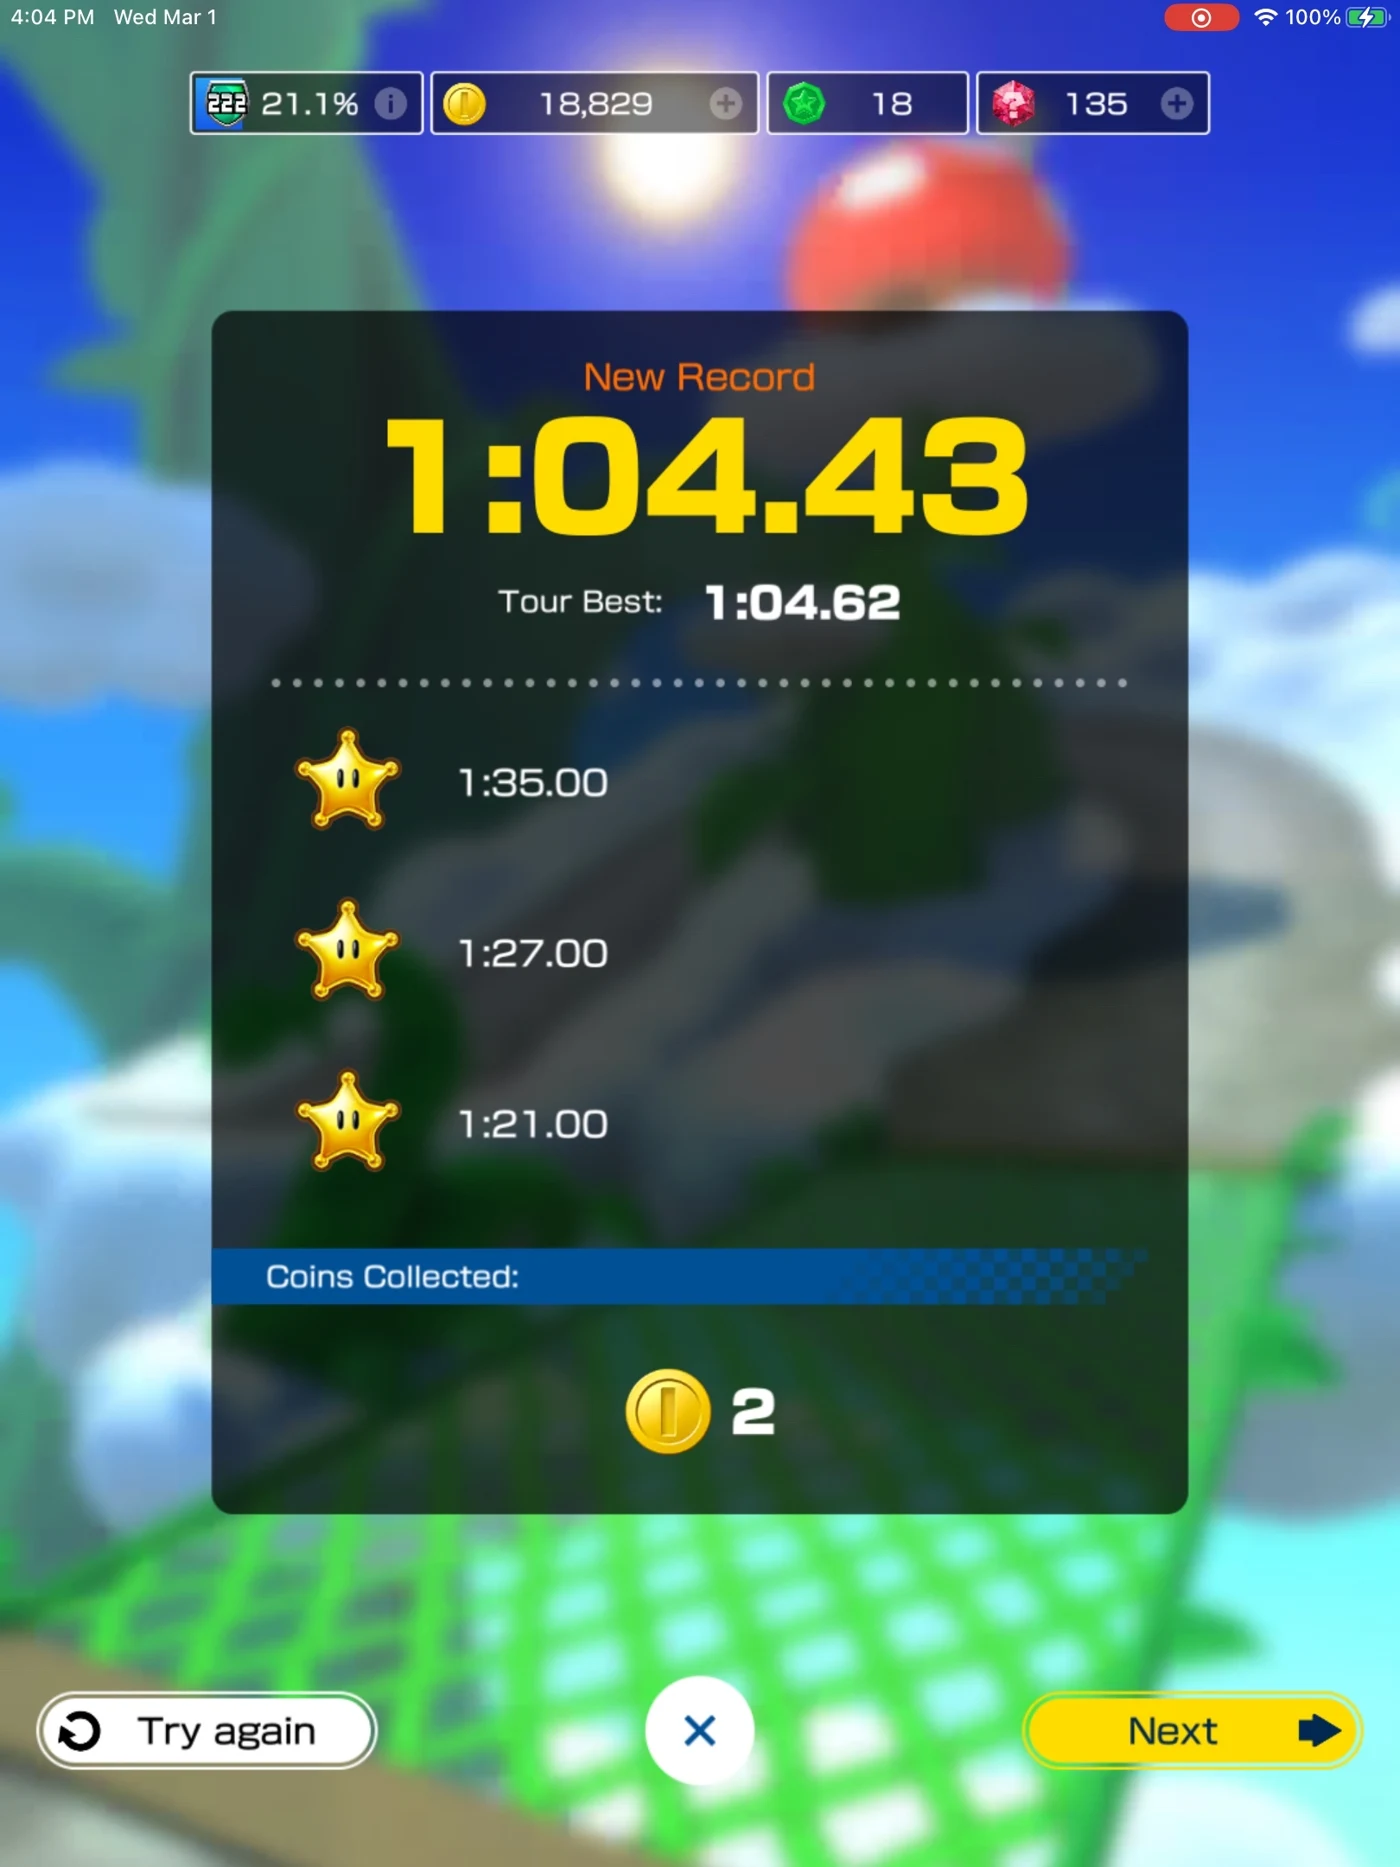 4:04 PM Wed Mar 1 100%
222 21.1% i 18,829 + 18 ? 135 +
New Record
1:04.43
Tour Best: 1:04.62
1:35.00
1:27.00
1:21.00
Coins Collected:
2
Try again × Next